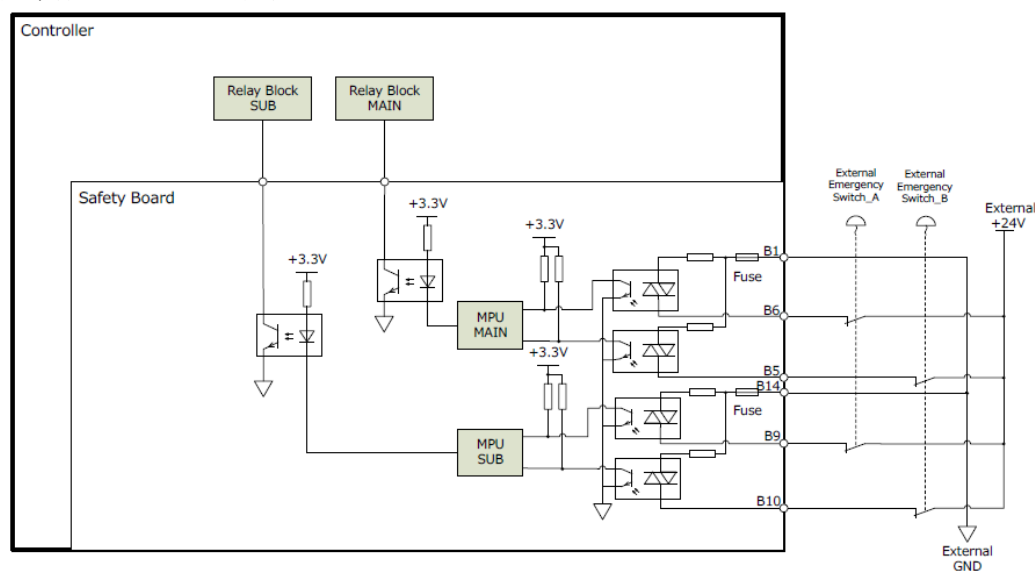 Controller
Relay Block
SUB
Relay Block
MAIN
Safety Board
+3.3V
+3.3V
+3.3V
MPU
MAIN
+3.3V
MPU
SUB
B1
Fuse
B6
B5
B14
Fuse
B9
B10
External
Emergency
Switch_A
External
Emergency
Switch_B
External
+24V
External
GND